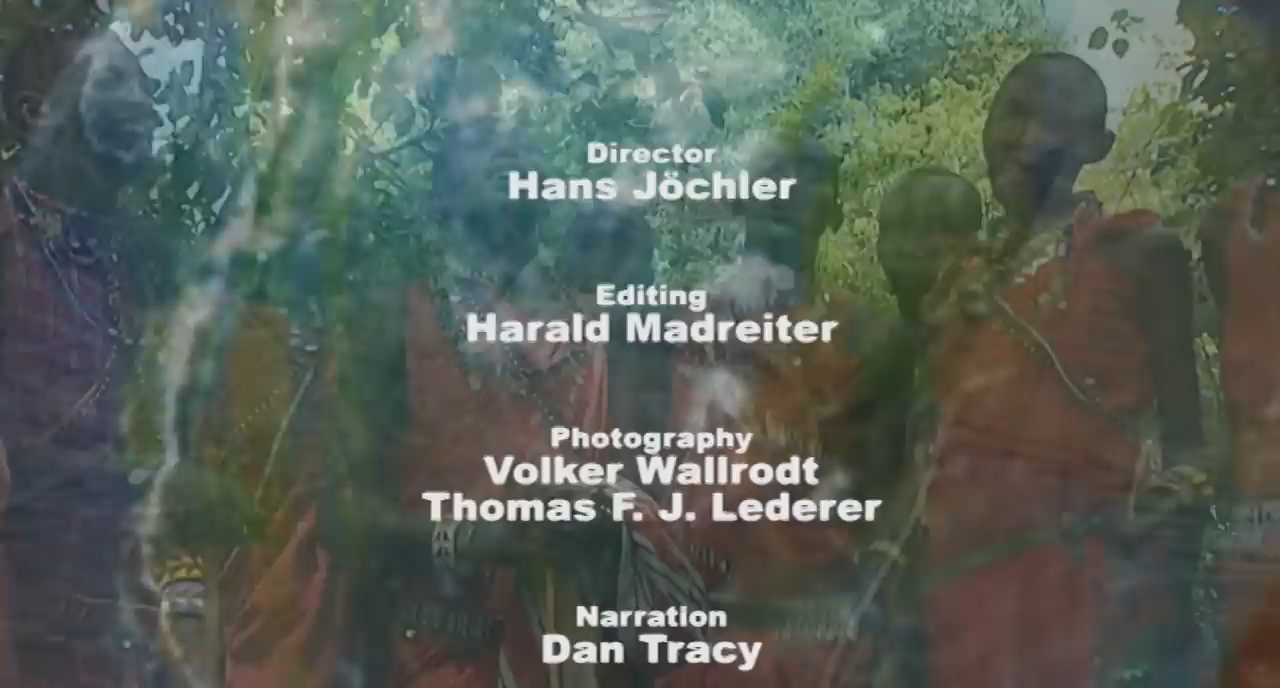 Director
Hans Jöchler
Editing
Harald Madreiter
Photography
Volker Wallrodt
Thomas F. J. Lederer
Narration
Dan Tracy